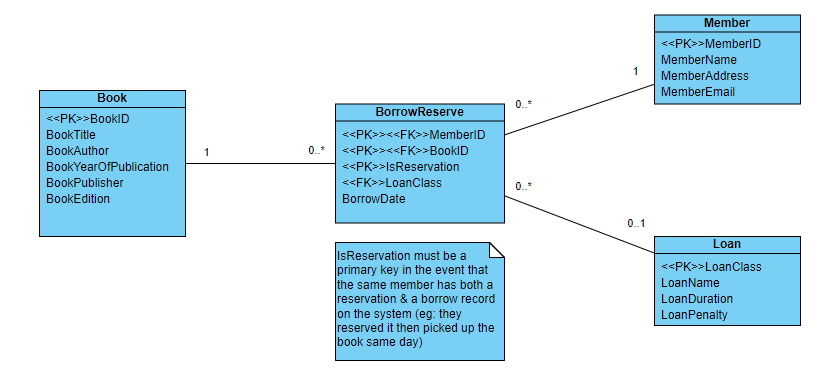 Member
<<PK>>MemberID
MemberName
MemberAddress
MemberEmail
1
0..*
Book
<<PK>>BookID
BookTitle
BookAuthor
BookYearOfPublication
BookPublisher
BookEdition
1
0..*
BorrowReserve
<<PK>><<FK>>MemberID
<<PK>><<FK>>BookID
<<PK>>IsReservation
<<FK>>LoanClass
BorrowDate
0..*
0..1
Loan
<<PK>>LoanClass
LoanName
LoanDuration
LoanPenalty
IsReservation must be a
primary key in the event that
the same member has both a
reservation & a borrow record
on the system (eg: they
reserved it then picked up the
book same day)